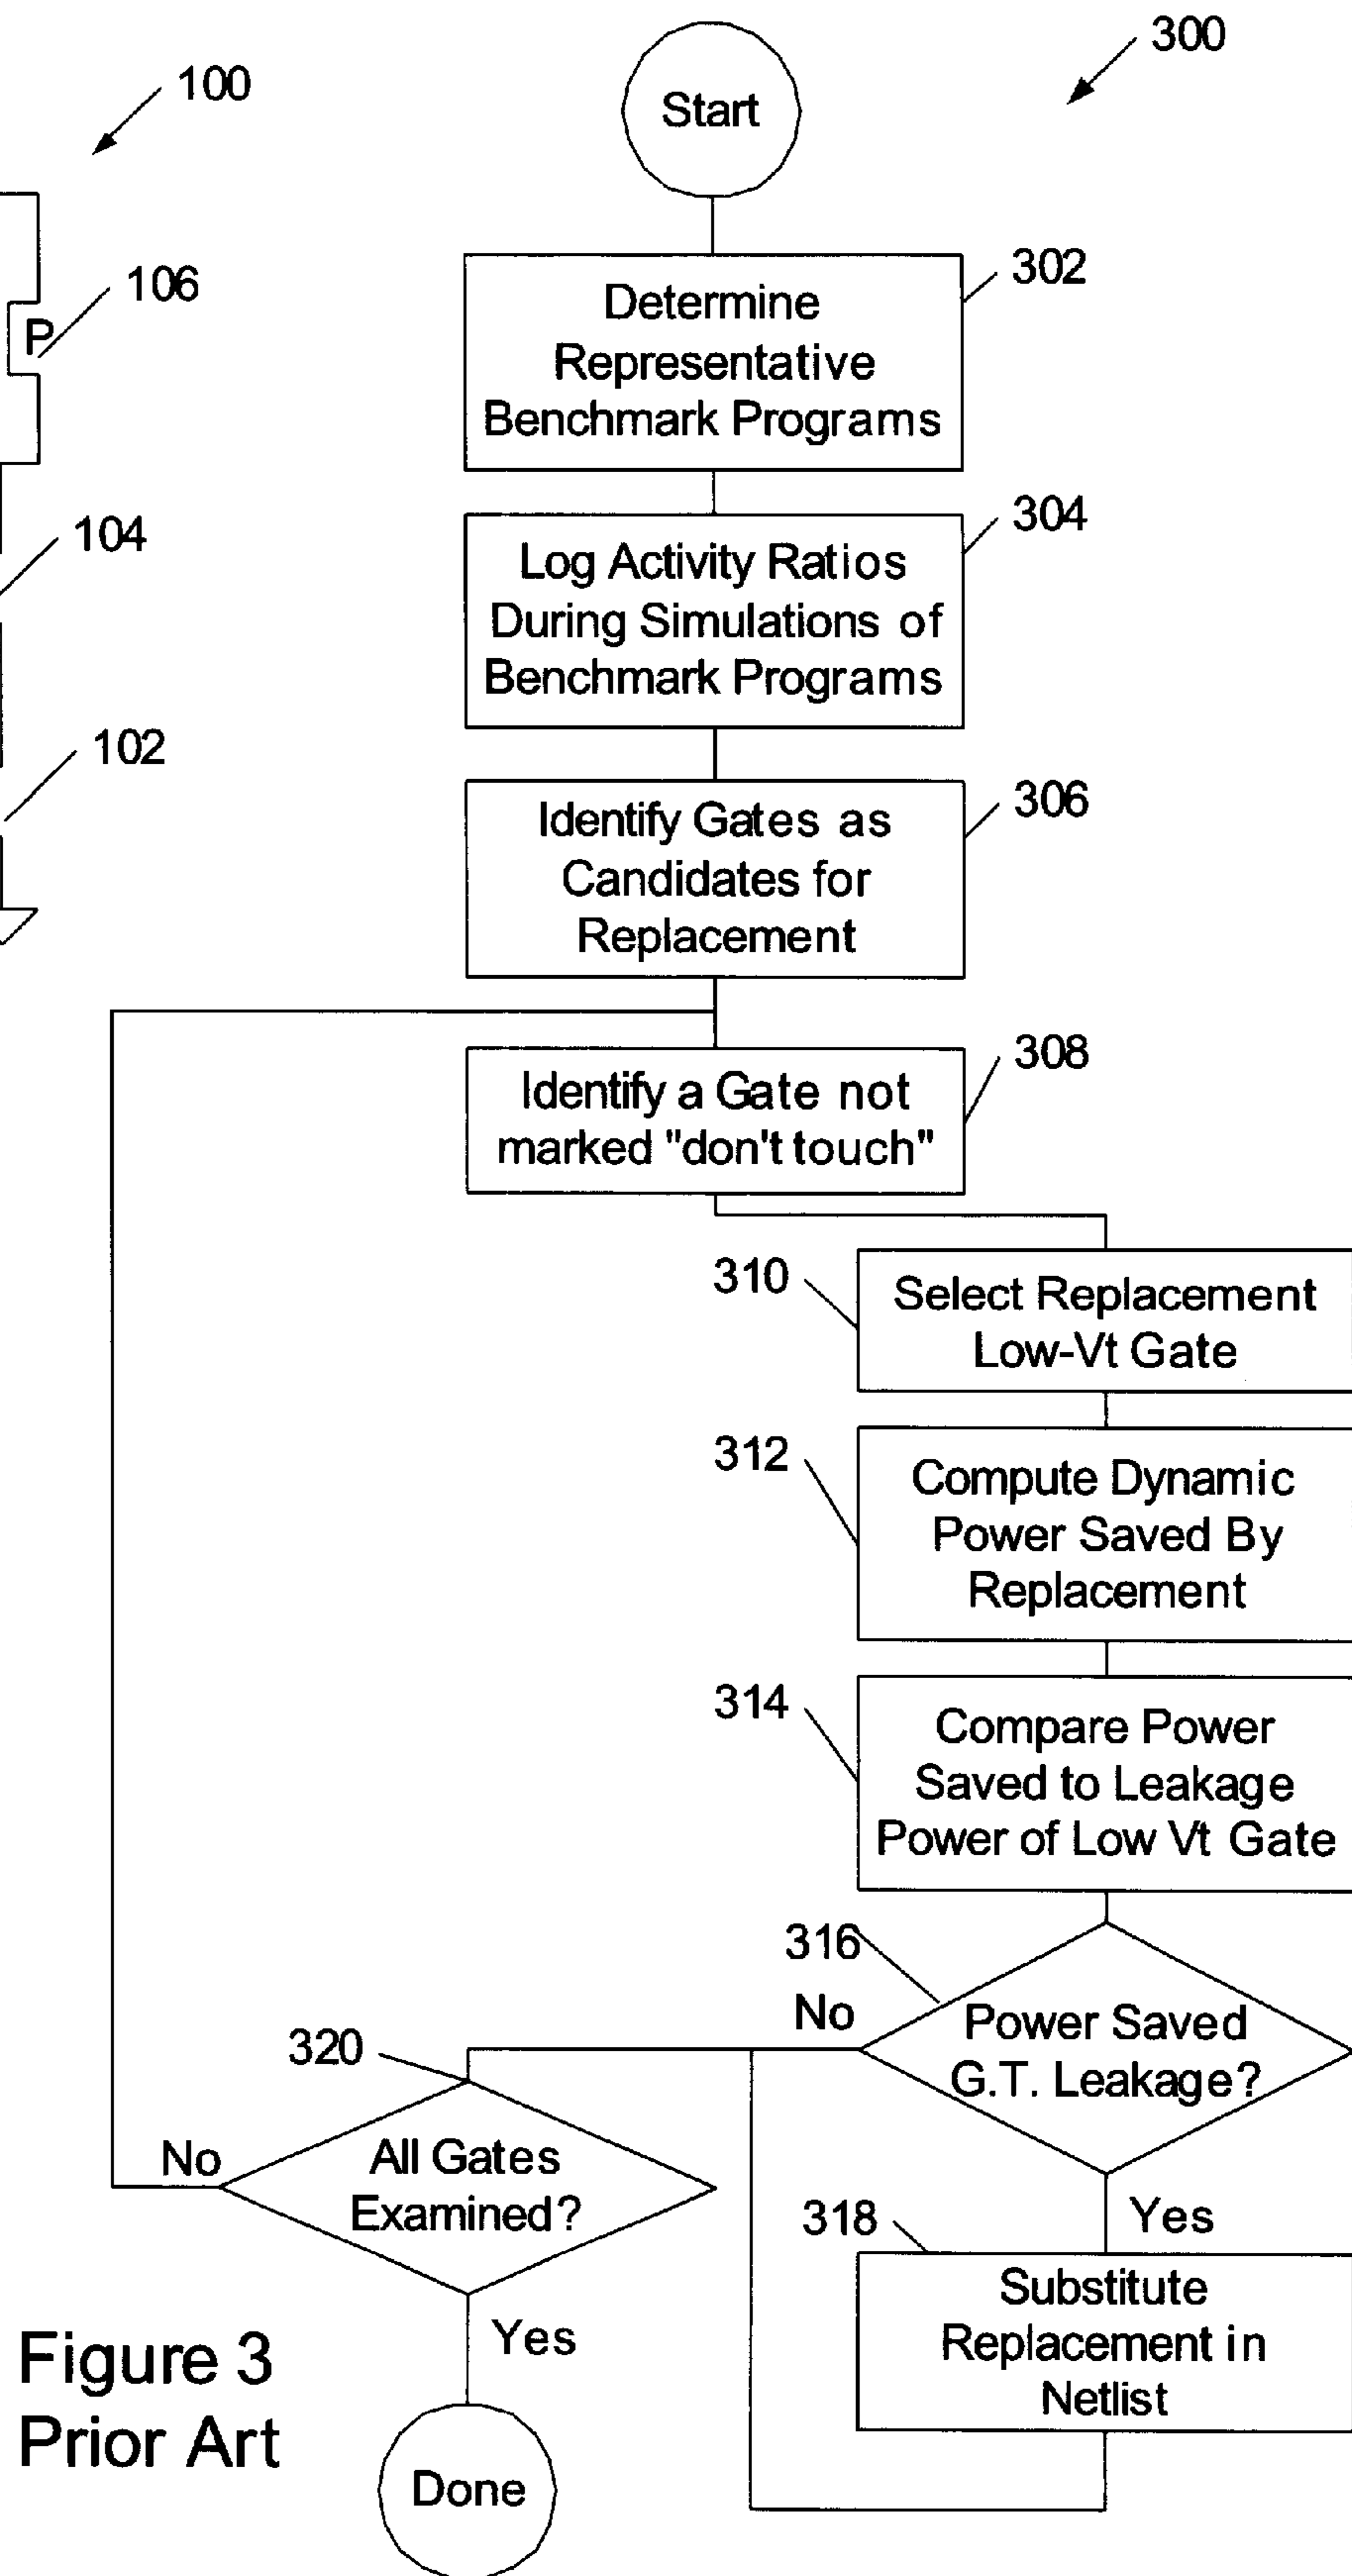 300
100
Start
106
P
302
Determine
Representative
Benchmark Programs
104
304
Log Activity Ratios
During Simulations of
Benchmark Programs
102
306
Identify Gates as
Candidates for
Replacement
308
Identify a Gate not
marked "don't touch"
310
Select Replacement
Low-Vt Gate
312
Compute Dynamic
Power Saved By
Replacement
314
Compare Power
Saved to Leakage
Power of Low Vt Gate
316
No
Power Saved
G.T. Leakage?
320
No
All Gates
Examined?
Yes
318
Substitute
Replacement in
Netlist
Yes
Done
Figure 3
Prior Art